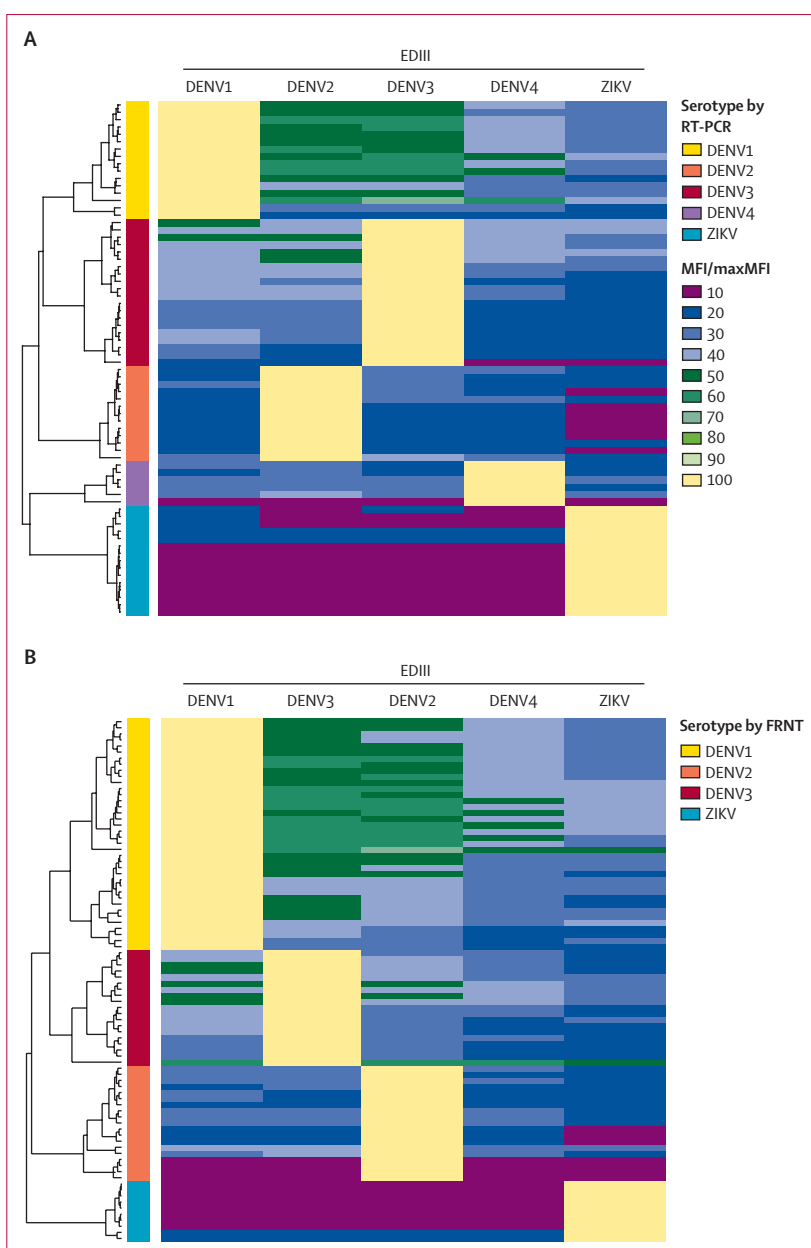 A
EDIII
DENV1 DENV2 DENV3 DENV4 ZIKV
Serotype by
RT-PCR
DENV1
DENV2
DENV3
DENV4
ZIKV
MFI/maxMFI
10
20
30
40
50
60
70
80
90
100
B
EDIII
DENV1 DENV3 DENV2 DENV4 ZIKV
Serotype by FRNT
DENV1
DENV2
DENV3
ZIKV